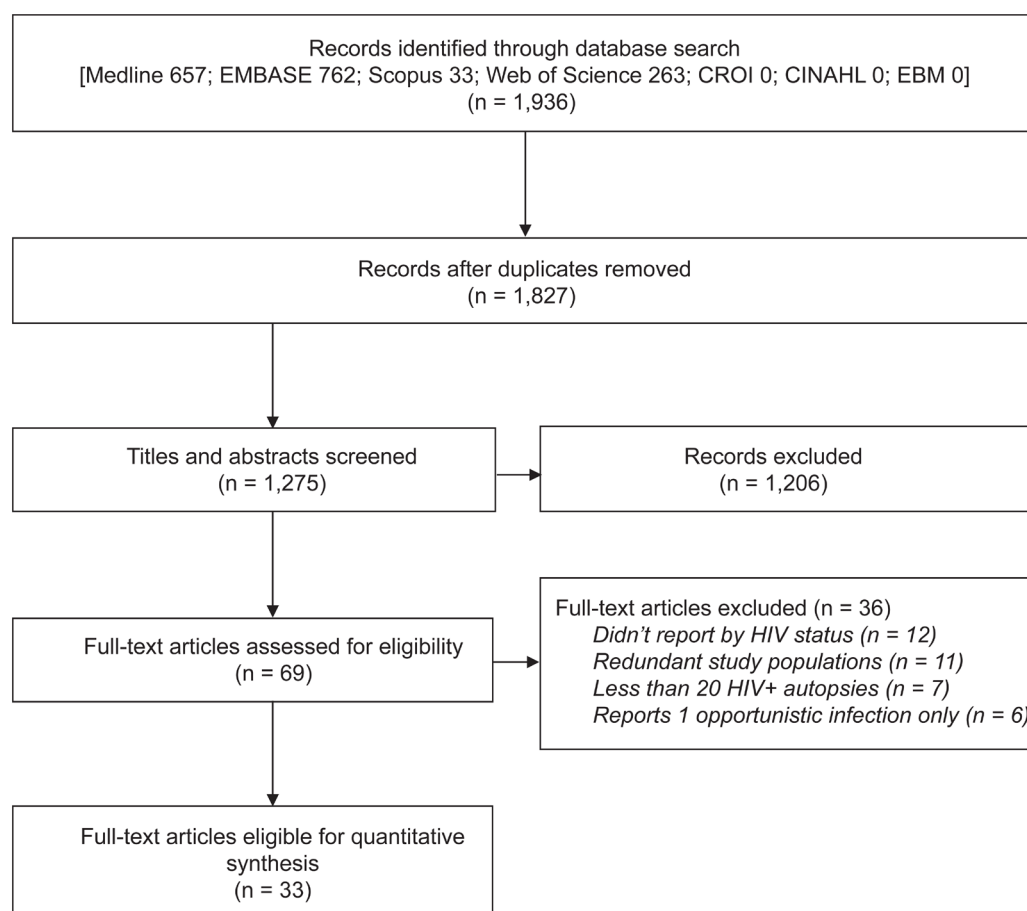 Records identified through database search
[Medline 657; EMBASE 762; Scopus 33; Web of Science 263; CROI 0; CINAHL 0; EBM 0]
(n = 1,936)
Records after duplicates removed
(n = 1,827)
Titles and abstracts screened
(n = 1,275)
Records excluded
(n = 1,206)
Full-text articles assessed for eligibility
(n = 69)
Full-text articles excluded (n = 36)
Didn't report by HIV status (n = 12)
Redundant study populations (n = 11)
Less than 20 HIV+ autopsies (n = 7)
Reports 1 opportunistic infection only (n = 6)
Full-text articles eligible for quantitative
synthesis
(n = 33)